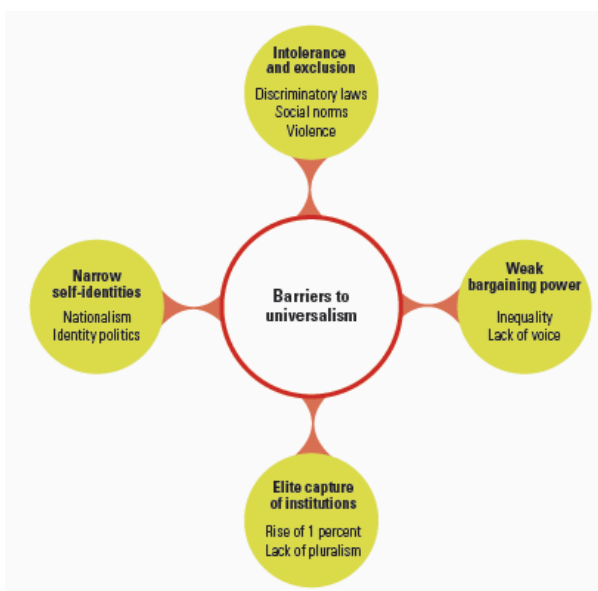 Intolerance
and exclusion
Discriminatory laws
Social norms
Violence
Narrow
self-identities
Nationalism
Identity politics
Barriers to
universalism
Weak
bargaining power
Inequality
Lack of voice
Elite capture
of institutions
Rise of 1 percent
Lack of pluralism